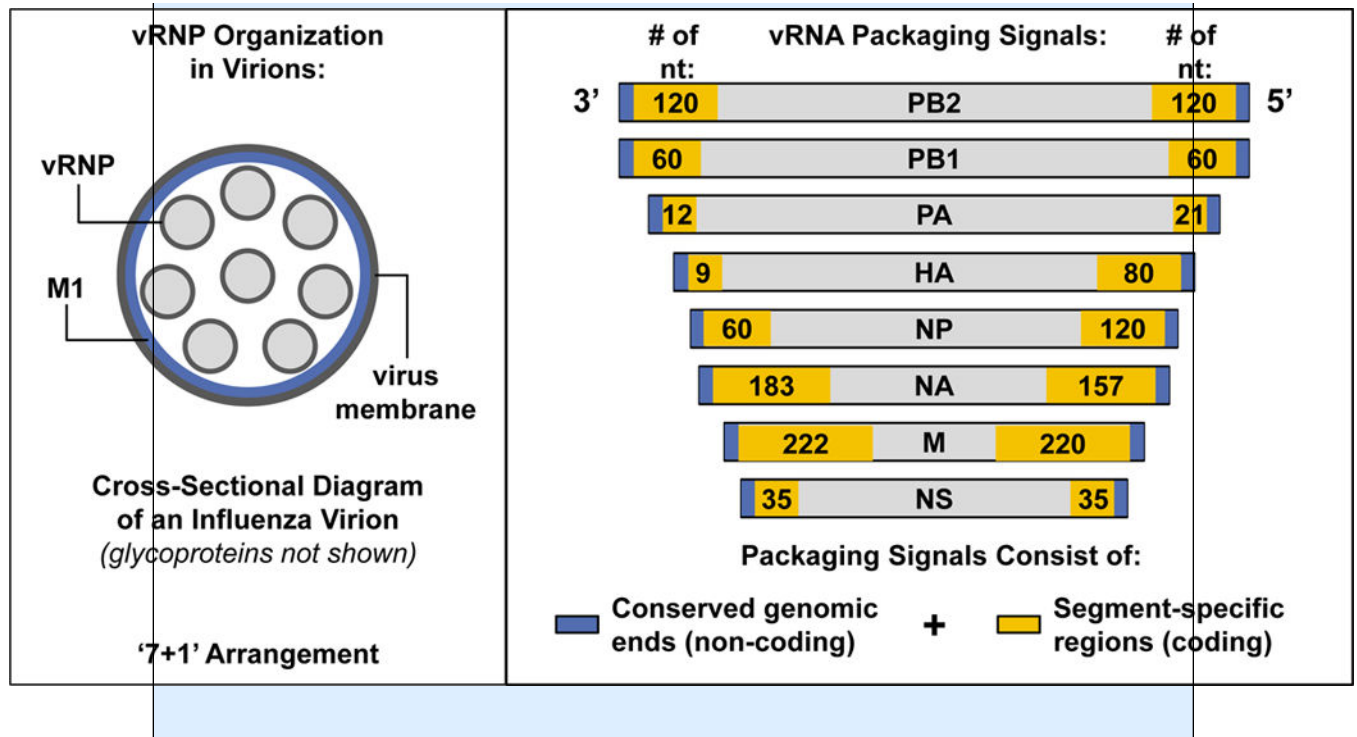 vRNP Organization
in Virions:
vRNP
M1
virus
membrane
Cross-Sectional Diagram
of an Influenza Virion
(glycoproteins not shown)
‘7+1’ Arrangement
# of
nt:
vRNA Packaging Signals:
# of
nt:
3’ 120 PB2 120 5’
60 PB1 60
12 PA 21
9 HA 80
60 NP 120
183 NA 157
222 M 220
35 NS 35
Packaging Signals Consist of:
Conserved genomic
ends (non-coding)
+
Segment-specific
regions (coding)